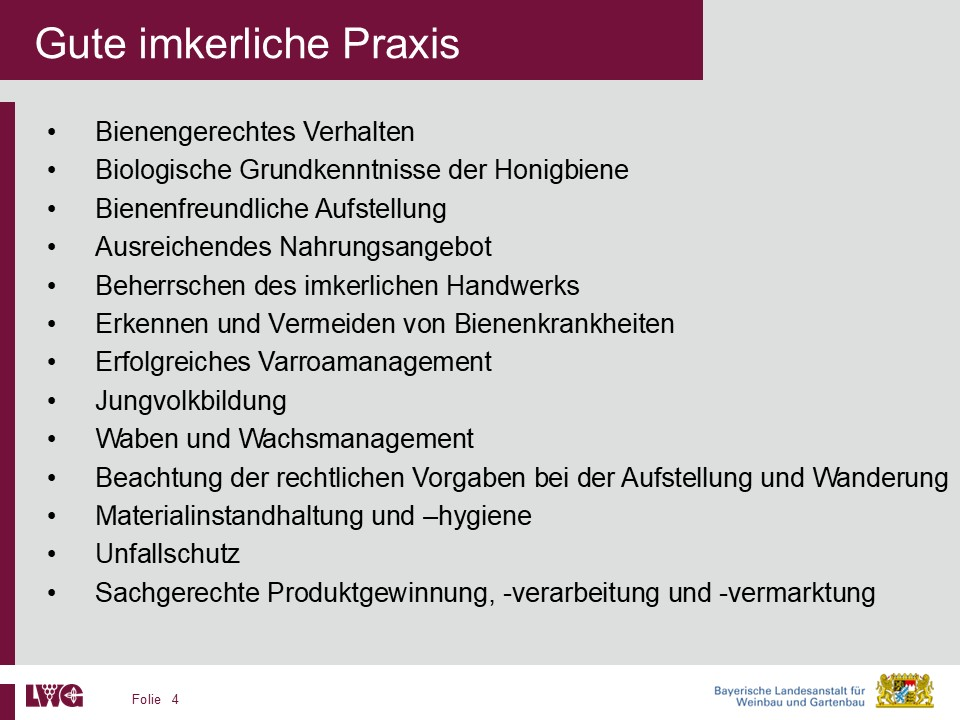 Gute imkerliche Praxis
• Bienengerechtes Verhalten
• Biologische Grundkenntnisse der Honigbiene
• Bienenfreundliche Aufstellung
• Ausreichendes Nahrungsangebot
• Beherrschen des imkerlichen Handwerks
• Erkennen und Vermeiden von Bienenkrankheiten
• Erfolgreiches Varroamanagement
• Jungvolkbildung
• Waben und Wachsmanagement
• Beachtung der rechtlichen Vorgaben bei der Aufstellung und Wanderung
• Materialinstandhaltung und –hygiene
• Unfallschutz
• Sachgerechte Produktgewinnung, -verarbeitung und -vermarktung
LWG
Folie 4
Bayerische Landesanstalt für
Weinbau und Gartenbau